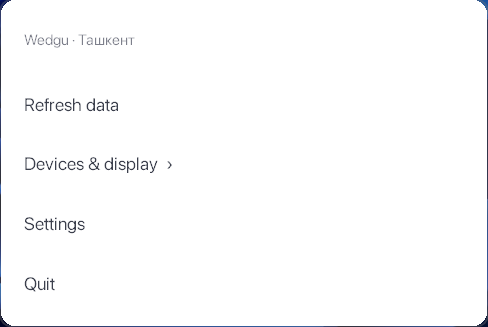 Wedgu · Ташкент
Refresh data
Devices & display ›
Settings
Quit